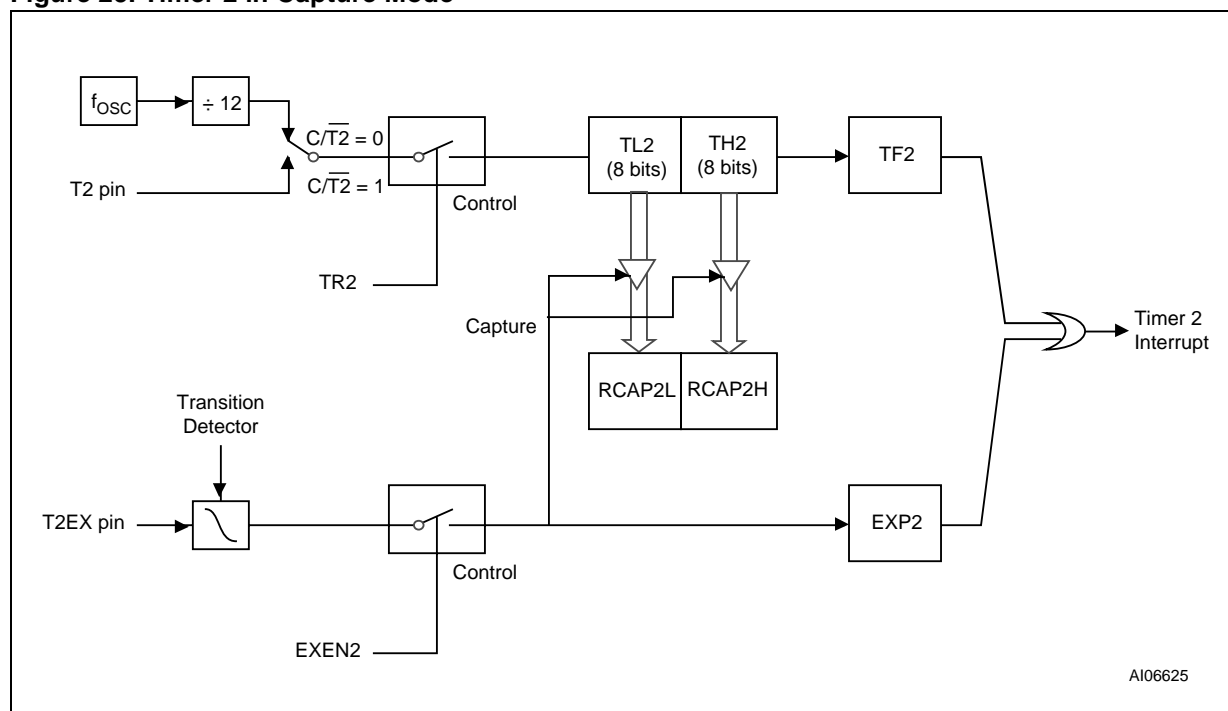 fOSC
÷ 12
C/T2 = 0
T2 pin
C/T2 = 1
Control
TR2
TL2
(8 bits)
TH2
(8 bits)
TF2
Capture
RCAP2L
RCAP2H
Timer 2
Interrupt
Transition
Detector
T2EX pin
Control
EXEN2
EXP2
AI06625